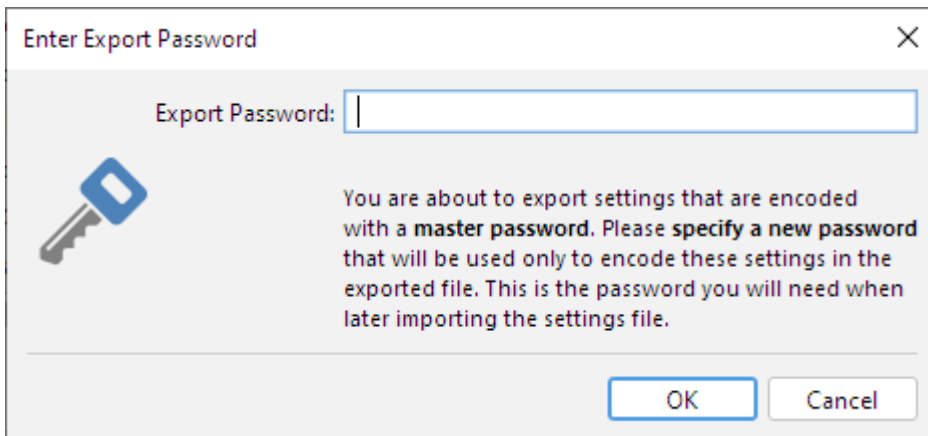 Enter Export Password
Export Password:
You are about to export settings that are encoded
with a master password. Please specify a new password
that will be used only to encode these settings in the
exported file. This is the password you will need when
later importing the settings file.
OK
Cancel